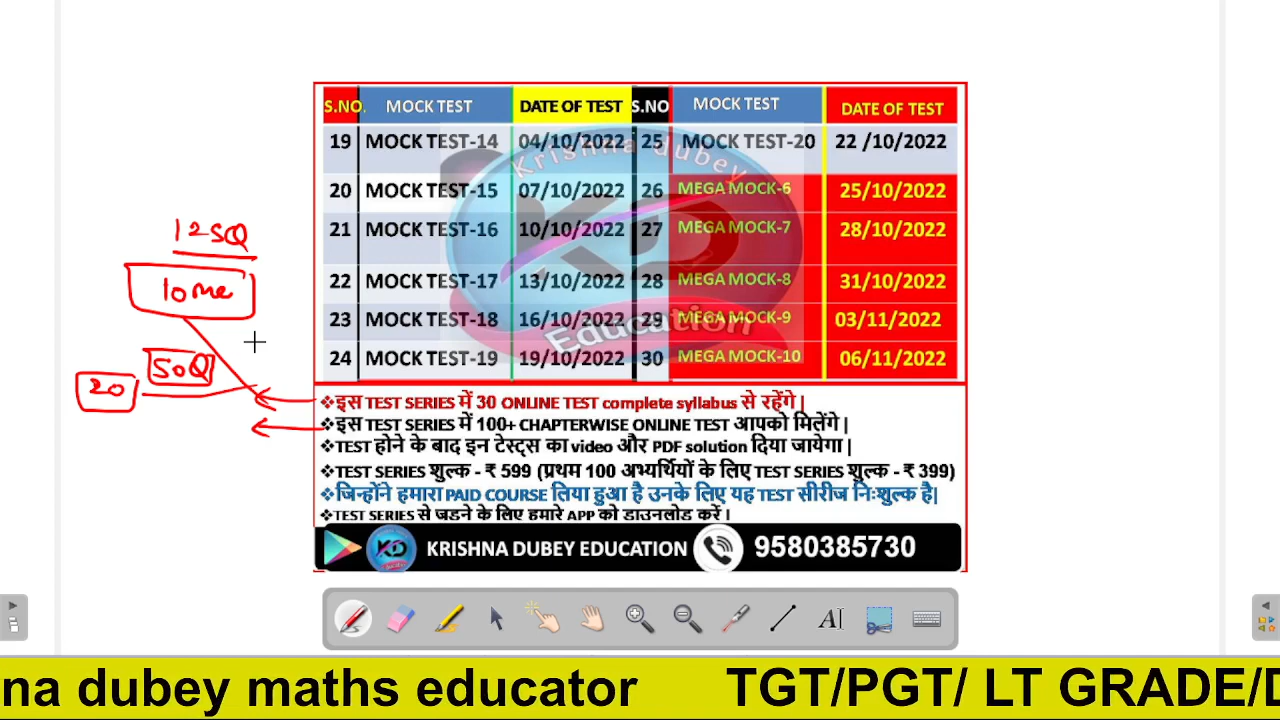 S.NO. MOCK TEST DATE OF TEST S.NO MOCK TEST DATE OF TEST
19 MOCK TEST-14 04/10/2022 25 MOCK TEST-20 22 /10/2022
20 MOCK TEST-15 07/10/2022 26 MEGA MOCK-6 25/10/2022
21 MOCK TEST-16 10/10/2022 27 MEGA MOCK-7 28/10/2022
22 MOCK TEST-17 13/10/2022 28 MEGA MOCK-8 31/10/2022
23 MOCK TEST-18 16/10/2022 29 MEGA MOCK-9 03/11/2022
24 MOCK TEST-19 19/10/2022 30 MEGA MOCK-10 06/11/2022
Krishna dubey
KD
Education
125Q
10
50Q
20
❖इस TEST SERIES में 30 ONLINE TEST complete syllabus से रहेंगे |
❖इस TEST SERIES में 100+ CHAPTERWISE ONLINE TEST आपको मिलेंगे |
❖TEST होने के बाद इन टेस्ट्स का video और PDF solution दिया जायेगा |
❖TEST SERIES शुल्क - ₹ 599 (प्रथम 100 अभ्यर्थियों के लिए TEST SERIES शुल्क - ₹ 399)
❖जिन्होंने हमारा PAID COURSE लिया हुआ है उनके लिए यह TEST सीरीज निःशुल्क है|
❖TEST SERIES से जुड़ने के लिए हमारे APP को डाउनलोड करें |
KD KRISHNA DUBEY EDUCATION 9580385730
AI
na dubey maths educator TGT/PGT/ LT GRADE/D